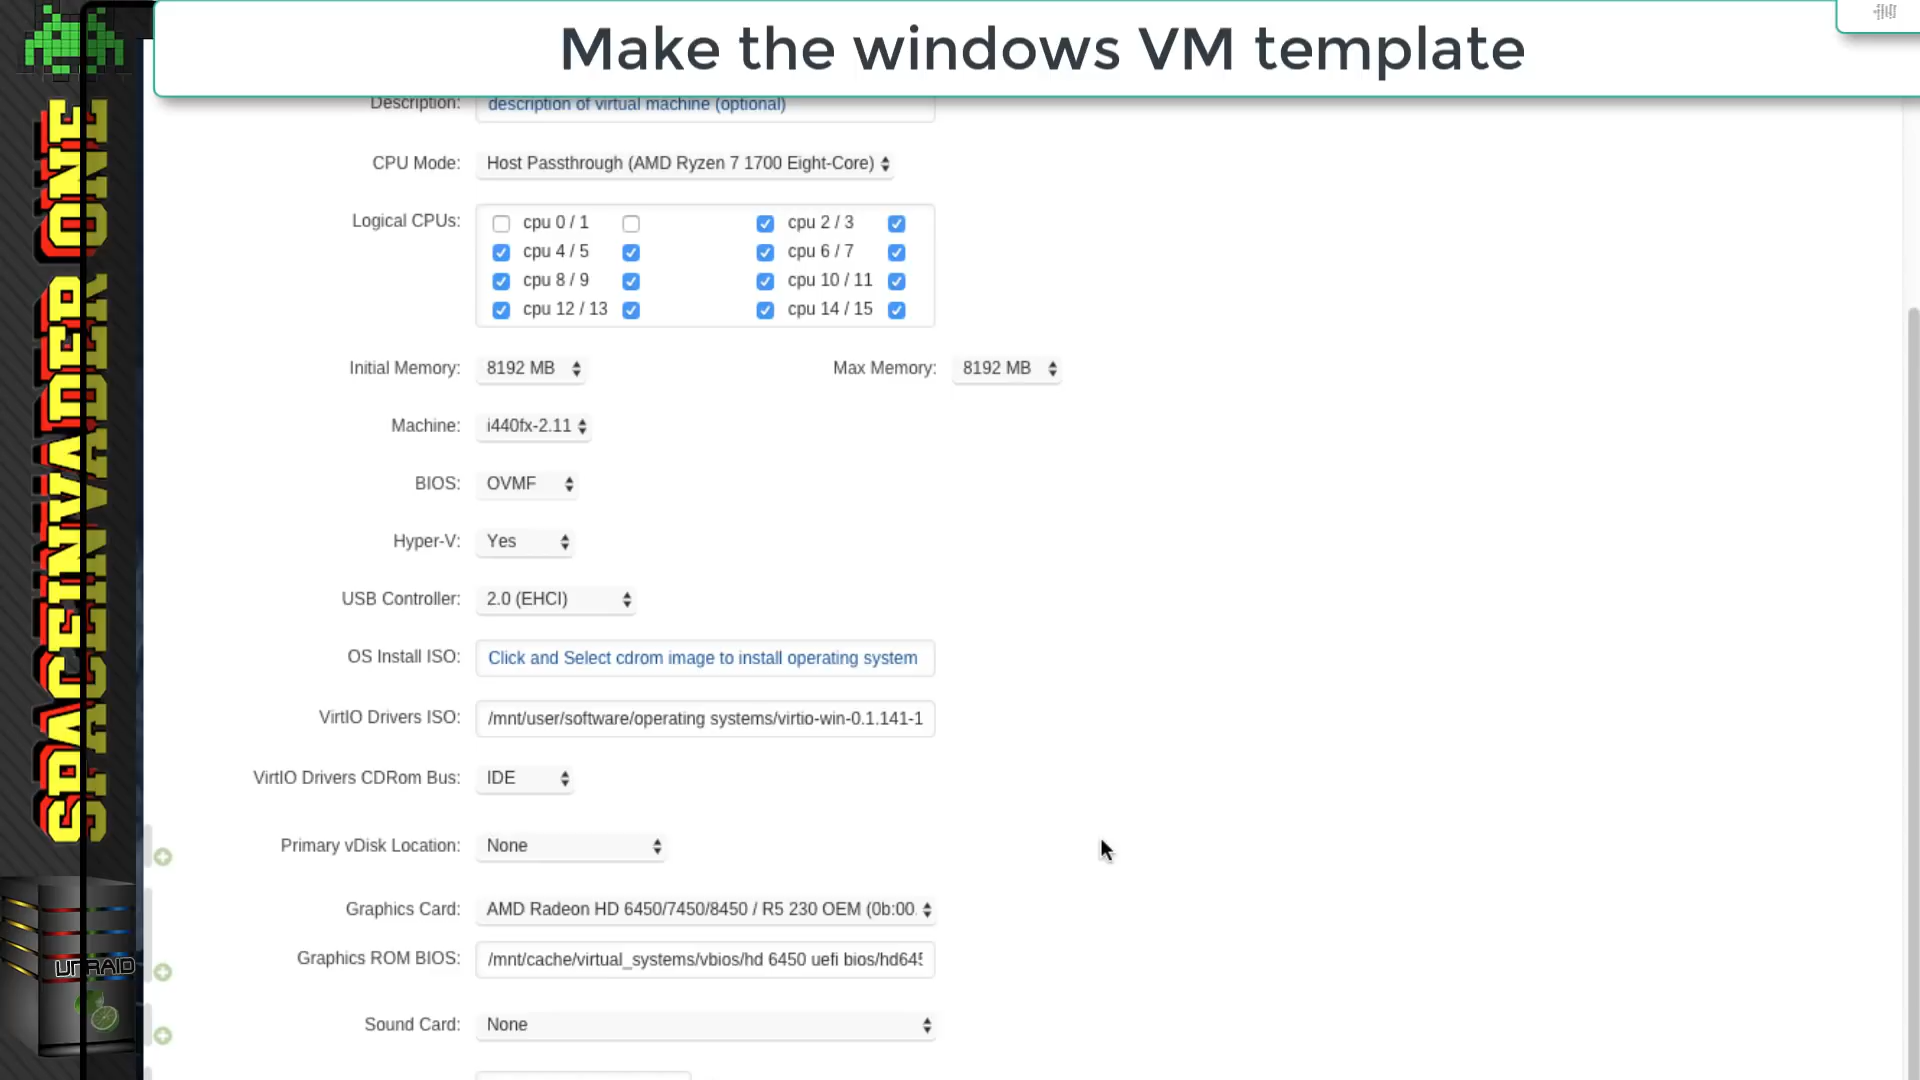 Make the windows VM template
SPACEINVADER ONE
UNRAID
Description: description of virtual machine (optional)
CPU Mode: Host Passthrough (AMD Ryzen 7 1700 Eight-Core)
Logical CPUs: cpu 0 / 1 cpu 2 / 3
cpu 4 / 5 cpu 6 / 7
cpu 8 / 9 cpu 10 / 11
cpu 12 / 13 cpu 14 / 15
Initial Memory: 8192 MB Max Memory: 8192 MB
Machine: i440fx-2.11
BIOS: OVMF
Hyper-V: Yes
USB Controller: 2.0 (EHCI)
OS Install ISO: Click and Select cdrom image to install operating system
VirtIO Drivers ISO: /mnt/user/software/operating systems/virtio-win-0.1.141-1
VirtIO Drivers CDRom Bus: IDE
Primary vDisk Location: None
Graphics Card: AMD Radeon HD 6450/7450/8450 / R5 230 OEM (0b:00.
Graphics ROM BIOS: /mnt/cache/virtual_systems/vbios/hd 6450 uefi bios/hd645
Sound Card: None